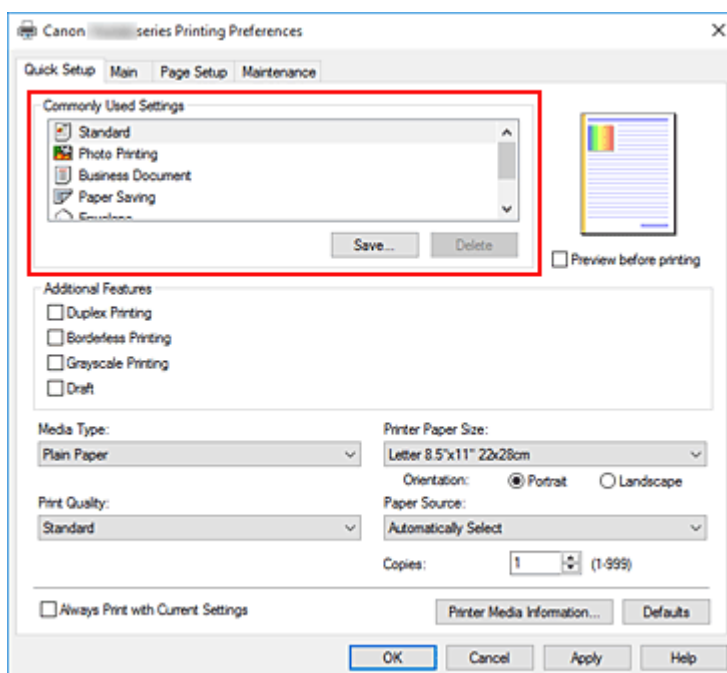 Canon series Printing Preferences
Quick Setup Main Page Setup Maintenance
Commonly Used Settings
Standard
Photo Printing
Business Document
Paper Saving
Envelope
Save... Delete
Preview before printing
Additional Features
Duplex Printing
Borderless Printing
Grayscale Printing
Draft
Media Type: Printer Paper Size:
Plain Paper Letter 8.5"x11" 22x28cm
Orientation: Portrait Landscape
Print Quality: Paper Source:
Standard Automatically Select
Copies: 1 (1-999)
Always Print with Current Settings Printer Media Information... Defaults
OK Cancel Apply Help